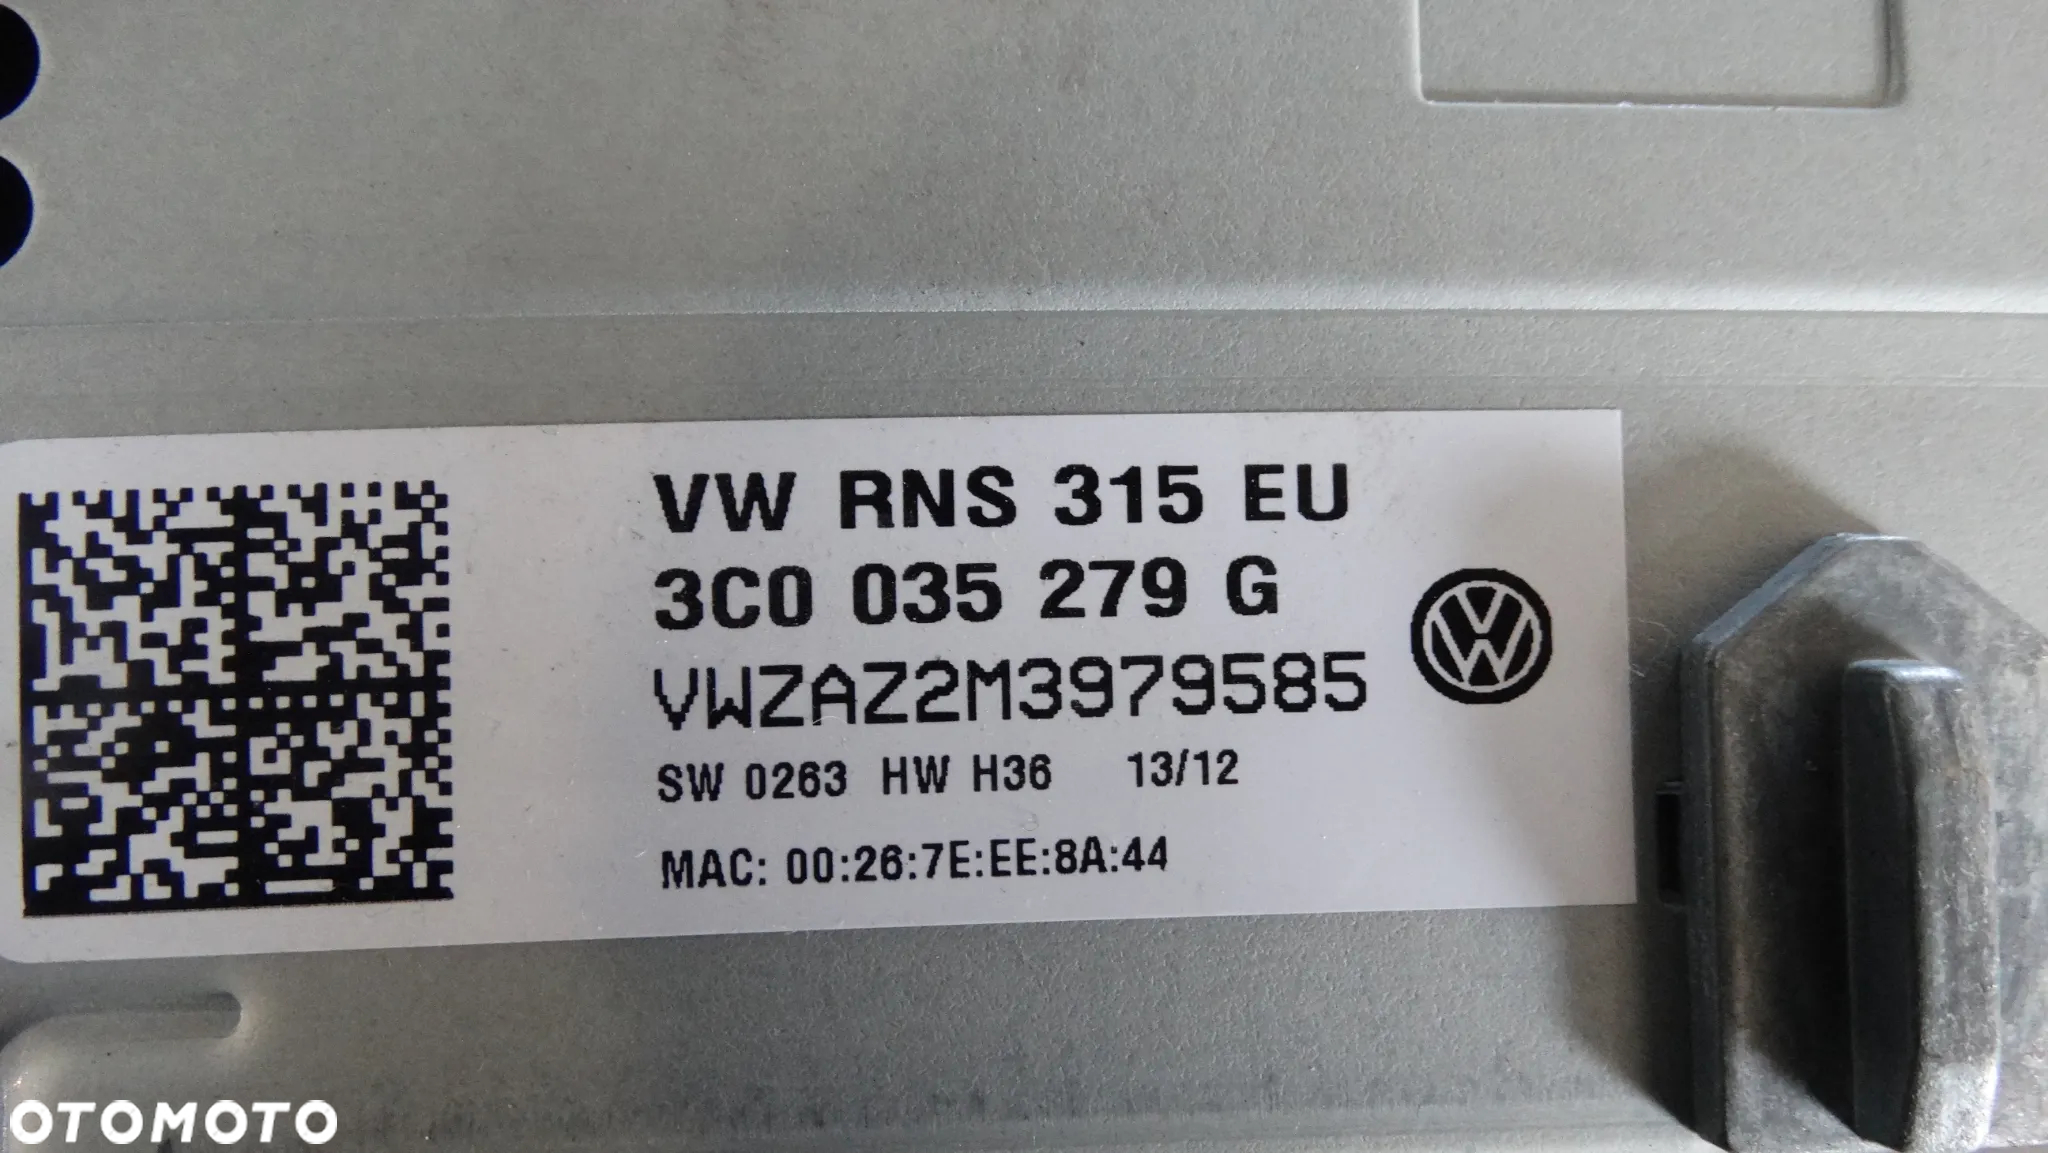 VW RNS 315 EU
3C0 035 279 G
VWZAZ2M3979585
SW 0263 HW H36 13/12
MAC: 00:26:7E:EE:8A:44
OTOMOTO